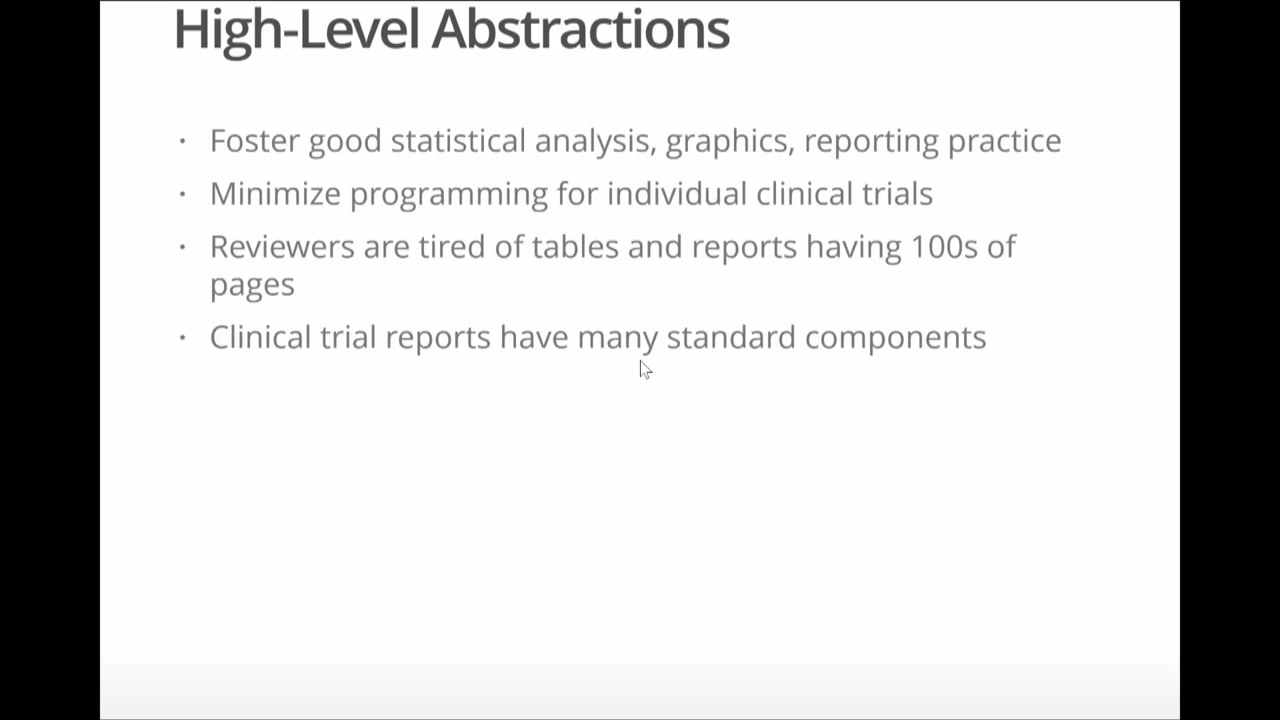 High-Level Abstractions
· Foster good statistical analysis, graphics, reporting practice
· Minimize programming for individual clinical trials
· Reviewers are tired of tables and reports having 100s of
pages
· Clinical trial reports have many standard components